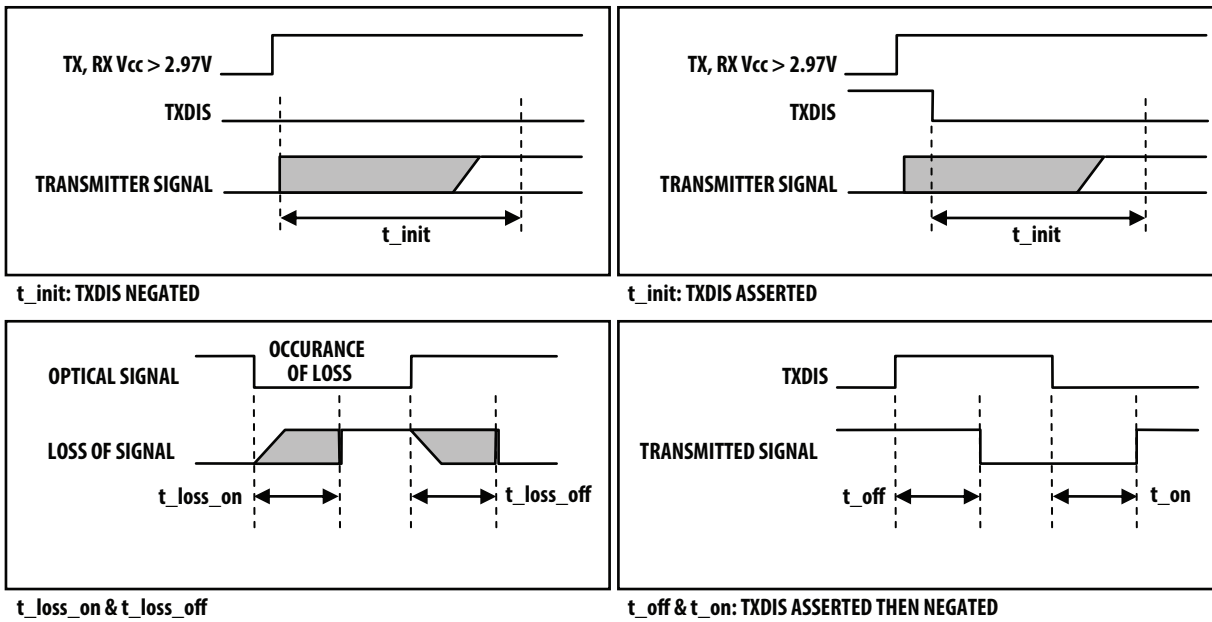 TX, RX Vcc > 2.97V
TXDIS
TRANSMITTER SIGNAL
t_init
t_init: TXDIS NEGATED
TX, RX Vcc > 2.97V
TXDIS
TRANSMITTER SIGNAL
t_init
t_init: TXDIS ASSERTED
OPTICAL SIGNAL
OCCURANCE
OF LOSS
LOSS OF SIGNAL
t_loss_on
t_loss_off
t_loss_on & t_loss_off
TXDIS
TRANSMITTED SIGNAL
t_off
t_on
t_off & t_on: TXDIS ASSERTED THEN NEGATED